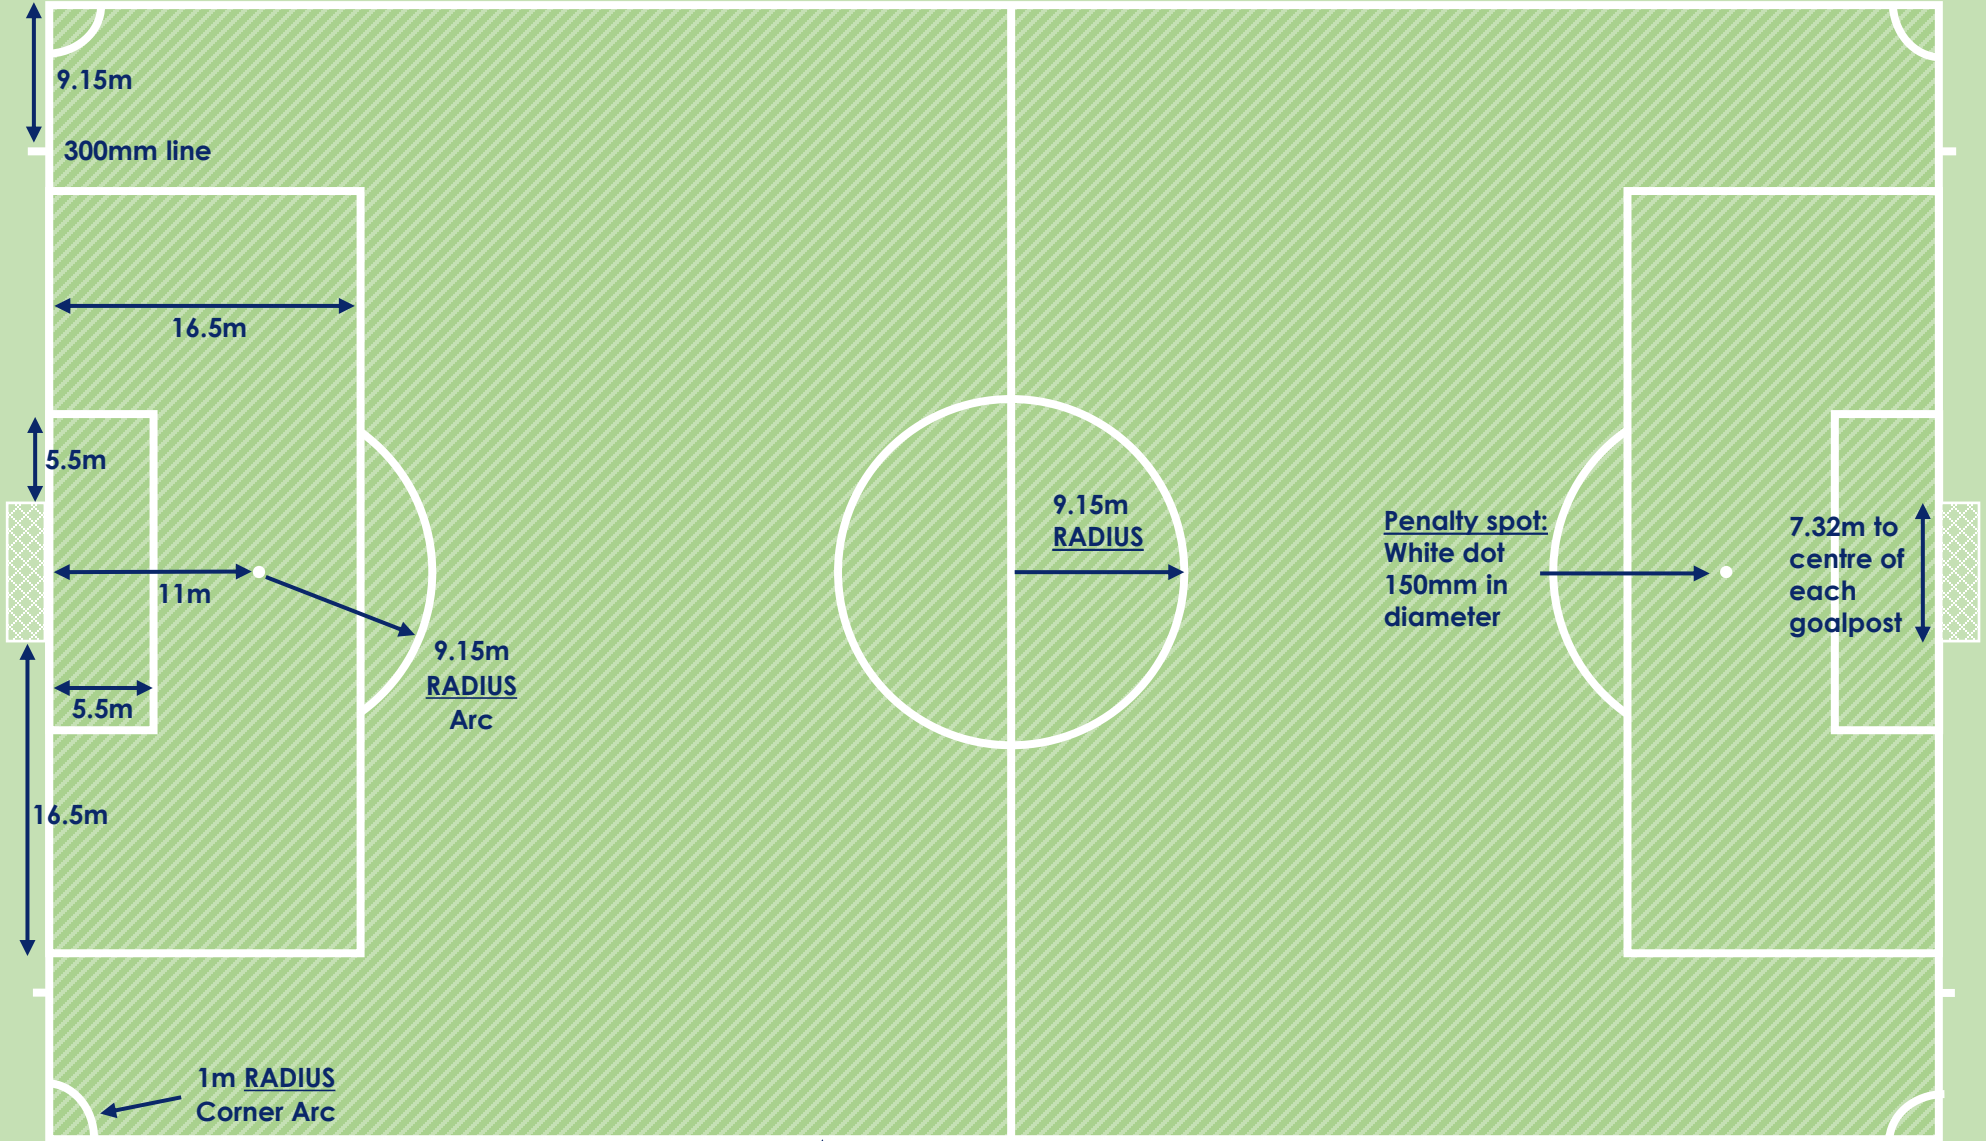 9.15m
300mm line
16.5m
5.5m
11m
9.15m
RADIUS
Arc
5.5m
16.5m
1m RADIUS
Corner Arc
9.15m
RADIUS
Penalty spot:
White dot
150mm in
diameter
7.32m to
centre of
each
goalpost